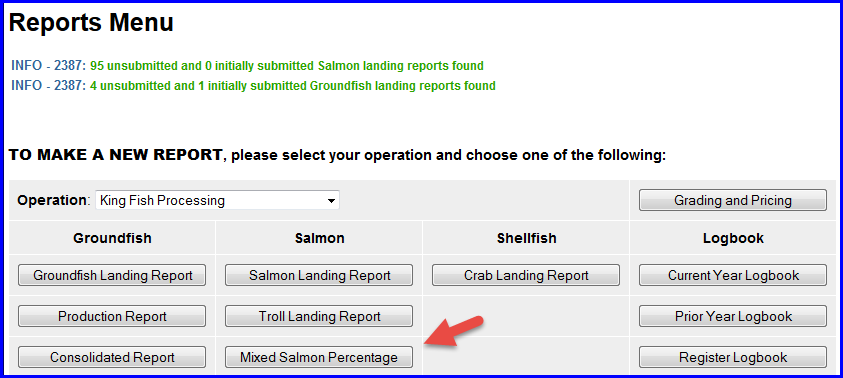 Reports Menu
INFO - 2387: 95 unsubmitted and 0 initially submitted Salmon landing reports found
INFO - 2387: 4 unsubmitted and 1 initially submitted Groundfish landing reports found
TO MAKE A NEW REPORT, please select your operation and choose one of the following:
Operation: King Fish Processing Grading and Pricing
Groundfish Salmon Shellfish Logbook
Groundfish Landing Report Salmon Landing Report Crab Landing Report Current Year Logbook
Production Report Troll Landing Report Prior Year Logbook
Consolidated Report Mixed Salmon Percentage Register Logbook